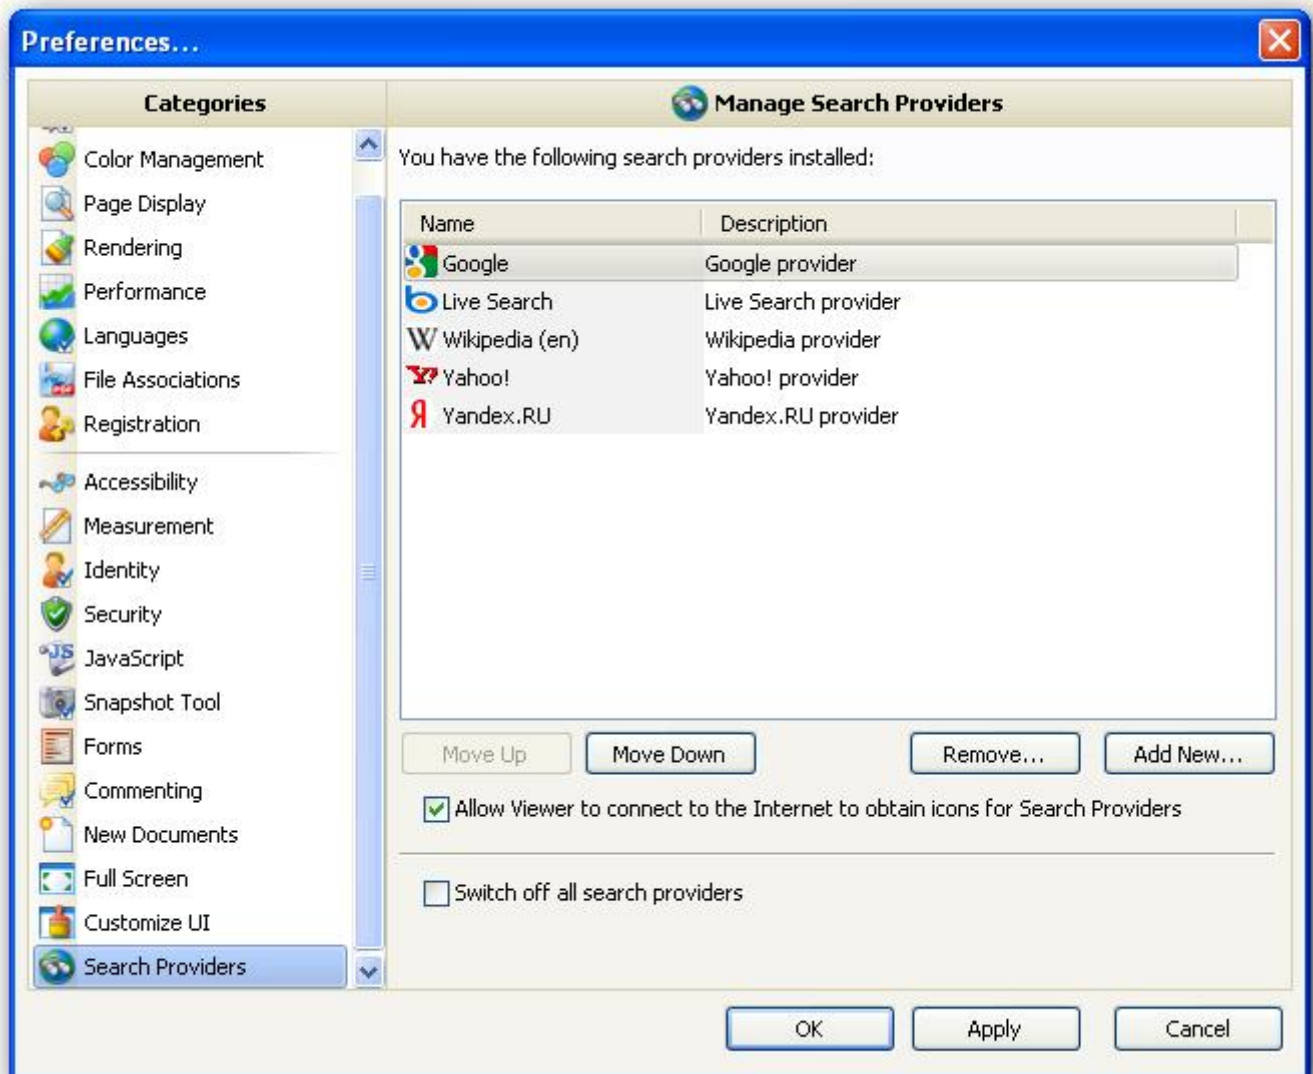 Preferences...
Categories
Color Management
Page Display
Rendering
Performance
Languages
File Associations
Registration
Accessibility
Measurement
Identity
Security
JavaScript
Snapshot Tool
Forms
Commenting
New Documents
Full Screen
Customize UI
Search Providers
Manage Search Providers
You have the following search providers installed:
Name Description
Google Google provider
Live Search Live Search provider
Wikipedia (en) Wikipedia provider
Yahoo! Yahoo! provider
Yandex.RU Yandex.RU provider
Move Up Move Down Remove... Add New...
Allow Viewer to connect to the Internet to obtain icons for Search Providers
Switch off all search providers
OK Apply Cancel